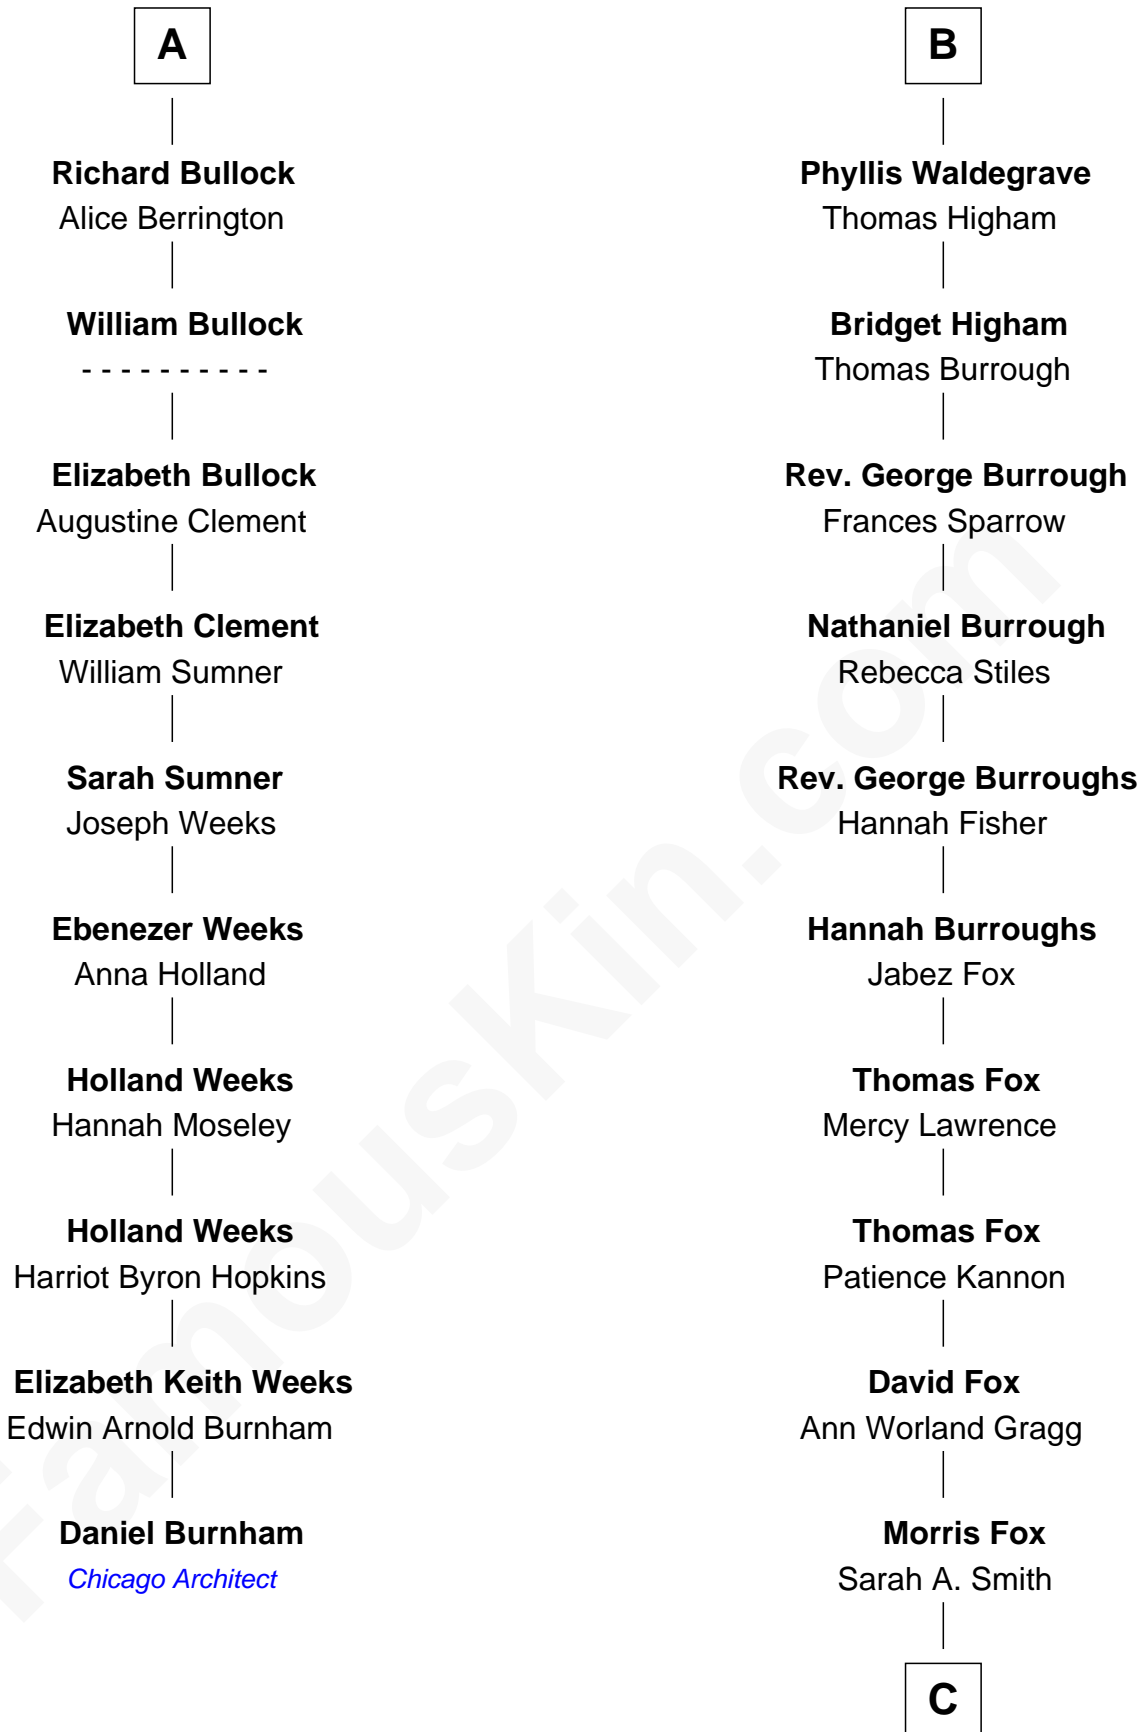 A
Richard Bullock
Alice Berrington
William Bullock
- - - - - - - - - -
Elizabeth Bullock
Augustine Clement
Elizabeth Clement
William Sumner
Sarah Sumner
Joseph Weeks
Ebenezer Weeks
Anna Holland
Holland Weeks
Hannah Moseley
Holland Weeks
Harriot Byron Hopkins
Elizabeth Keith Weeks
Edwin Arnold Burnham
Daniel Burnham
Chicago Architect
B
Phyllis Waldegrave
Thomas Higham
Bridget Higham
Thomas Burrough
Rev. George Burrough
Frances Sparrow
Nathaniel Burrough
Rebecca Stiles
Rev. George Burroughs
Hannah Fisher
Hannah Burroughs
Jabez Fox
Thomas Fox
Mercy Lawrence
Thomas Fox
Patience Kannon
David Fox
Ann Worland Gragg
Morris Fox
Sarah A. Smith
C
FamousKin.com